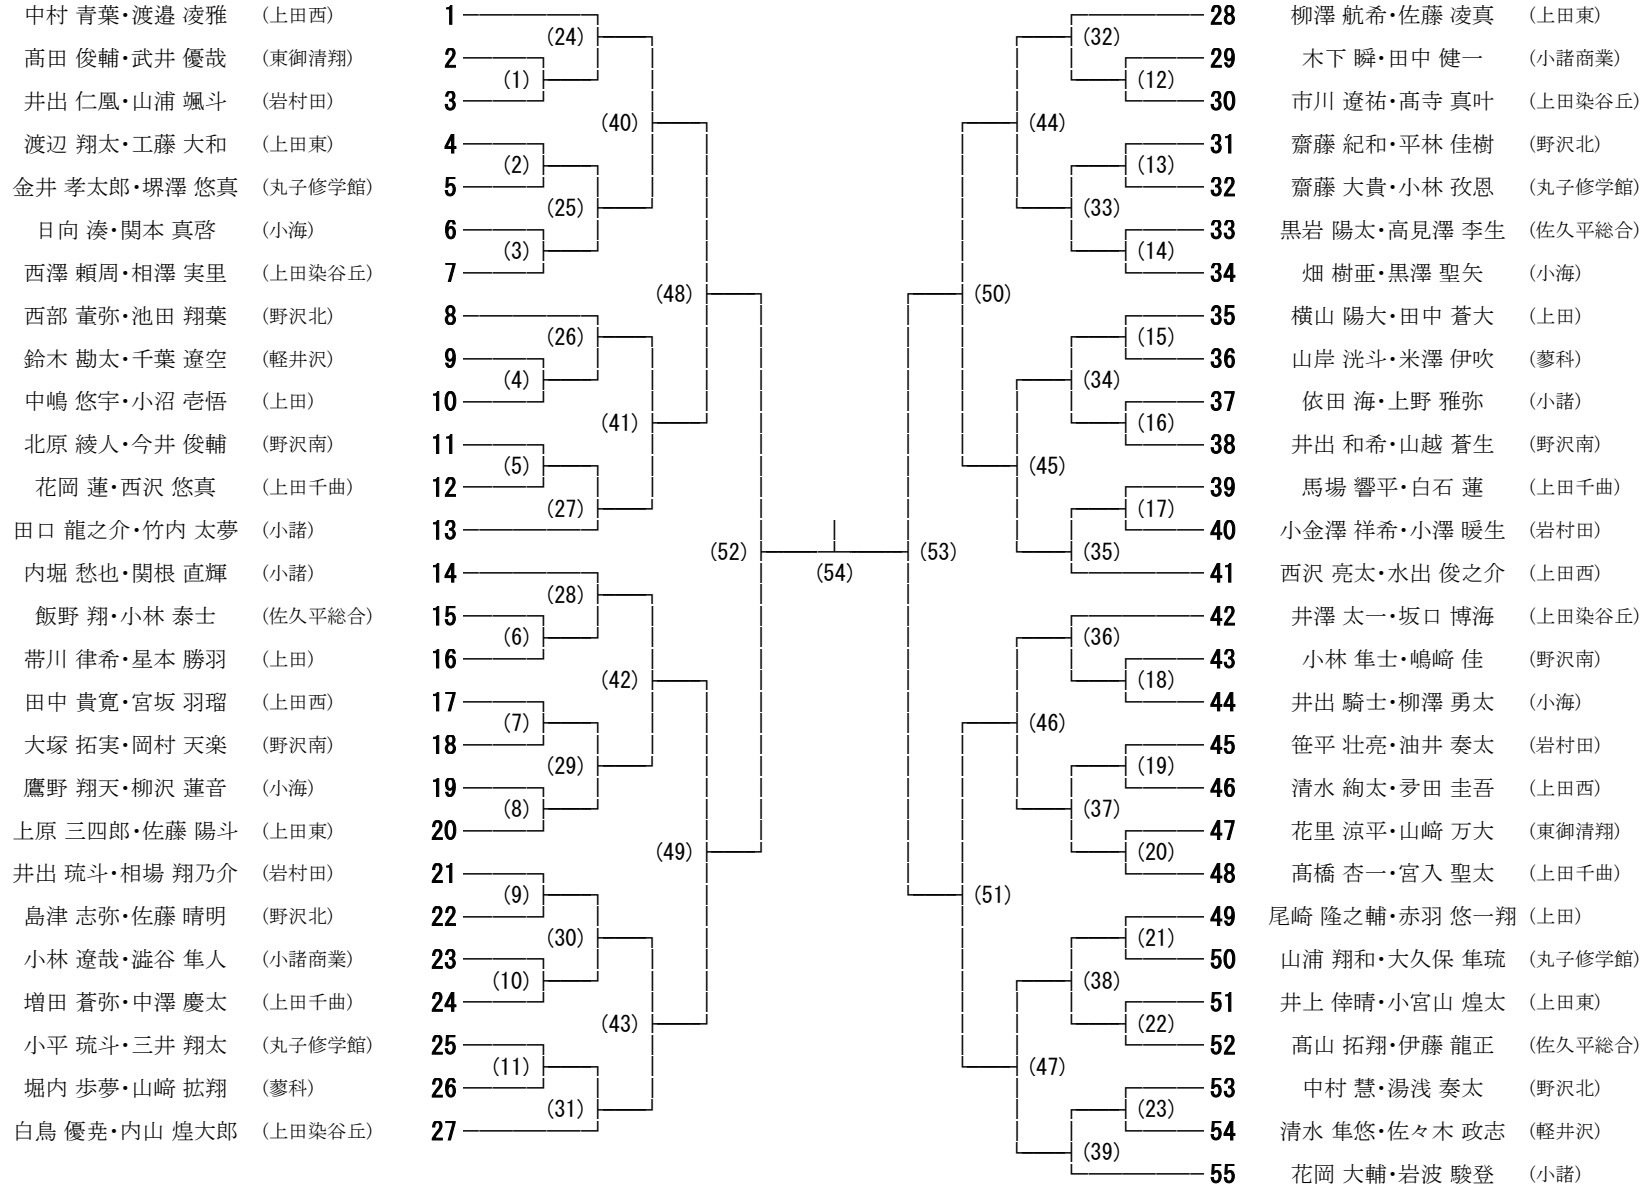 中村 青葉・渡邉 凌雅 (上田西) 1
髙田 俊輔・武井 優哉 (東御清翔) 2
井出 仁凰・山浦 颯斗 (岩村田) 3
渡辺 翔太・工藤 大和 (上田東) 4
金井 孝太郎・堺澤 悠真 (丸子修学館) 5
日向 湊・関本 真啓 (小海) 6
西澤 頼周・相澤 実里 (上田染谷丘) 7
西部 董弥・池田 翔葉 (野沢北) 8
鈴木 勘太・千葉 遼空 (軽井沢) 9
中嶋 悠宇・小沼 壱悟 (上田) 10
北原 綾人・今井 俊輔 (野沢南) 11
花岡 蓮・西沢 悠真 (上田千曲) 12
田口 龍之介・竹内 太夢 (小諸) 13
内堀 愁也・関根 直輝 (小諸) 14
飯野 翔・小林 泰士 (佐久平総合) 15
帯川 律希・星本 勝羽 (上田) 16
田中 貴寛・宮坂 羽瑠 (上田西) 17
大塚 拓実・岡村 天楽 (野沢南) 18
鷹野 翔天・柳沢 蓮音 (小海) 19
上原 三四郎・佐藤 陽斗 (上田東) 20
井出 琉斗・相場 翔乃介 (岩村田) 21
島津 志弥・佐藤 晴明 (野沢北) 22
小林 遼哉・澁谷 隼人 (小諸商業) 23
増田 蒼弥・中澤 慶太 (上田千曲) 24
小平 琉斗・三井 翔太 (丸子修学館) 25
堀内 歩夢・山﨑 拡翔 (蓼科) 26
白鳥 優尭・内山 煌大郎 (上田染谷丘) 27
(1)
(2)
(3)
(4)
(5)
(6)
(7)
(8)
(9)
(10)
(11)
(24)
(25)
(26)
(27)
(28)
(29)
(30)
(31)
(40)
(41)
(42)
(43)
(48)
(49)
(52)
(54)
(53)
(50)
(51)
(44)
(45)
(46)
(47)
(32)
(33)
(34)
(35)
(36)
(37)
(38)
(39)
(12)
(13)
(14)
(15)
(16)
(17)
(18)
(19)
(20)
(21)
(22)
(23)
28 柳澤 航希・佐藤 凌真 (上田東)
29 木下 瞬・田中 健一 (小諸商業)
30 市川 遼祐・髙寺 真叶 (上田染谷丘)
31 齋藤 紀和・平林 佳樹 (野沢北)
32 齋藤 大貴・小林 孜恩 (丸子修学館)
33 黒岩 陽太・高見澤 李生 (佐久平総合)
34 畑 樹亜・黒澤 聖矢 (小海)
35 横山 陽大・田中 蒼大 (上田)
36 山岸 洸斗・米澤 伊吹 (蓼科)
37 依田 海・上野 雅弥 (小諸)
38 井出 和希・山越 蒼生 (野沢南)
39 馬場 響平・白石 蓮 (上田千曲)
40 小金澤 祥希・小澤 暖生 (岩村田)
41 西沢 亮太・水出 俊之介 (上田西)
42 井澤 太一・坂口 博海 (上田染谷丘)
43 小林 隼士・嶋﨑 佳 (野沢南)
44 井出 騎士・柳澤 勇太 (小海)
45 笹平 壮亮・油井 奏太 (岩村田)
46 清水 絢太・田 圭吾 (上田西)
47 花里 涼平・山﨑 万大 (東御清翔)
48 髙橋 杏一・宮入 聖太 (上田千曲)
49 尾崎 隆之輔・赤羽 悠一翔 (上田)
50 山浦 翔和・大久保 隼琉 (丸子修学館)
51 井上 倖晴・小宮山 煌太 (上田東)
52 髙山 拓翔・伊藤 龍正 (佐久平総合)
53 中村 慧・湯浅 奏太 (野沢北)
54 清水 隼悠・佐々木 政志 (軽井沢)
55 花岡 大輔・岩波 駿登 (小諸)